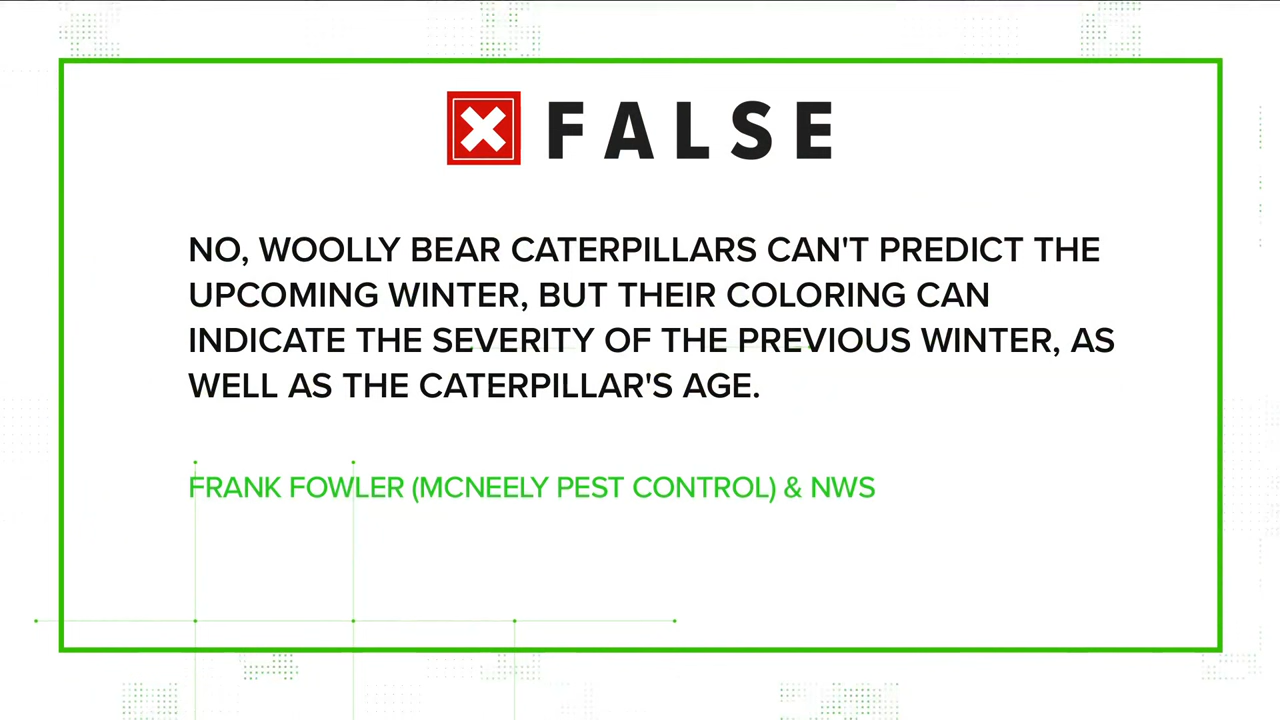 FALSE
NO, WOOLLY BEAR CATERPILLARS CAN'T PREDICT THE
UPCOMING WINTER, BUT THEIR COLORING CAN
INDICATE THE SEVERITY OF THE PREVIOUS WINTER, AS
WELL AS THE CATERPILLAR'S AGE.
FRANK FOWLER (MCNEELY PEST CONTROL) & NWS